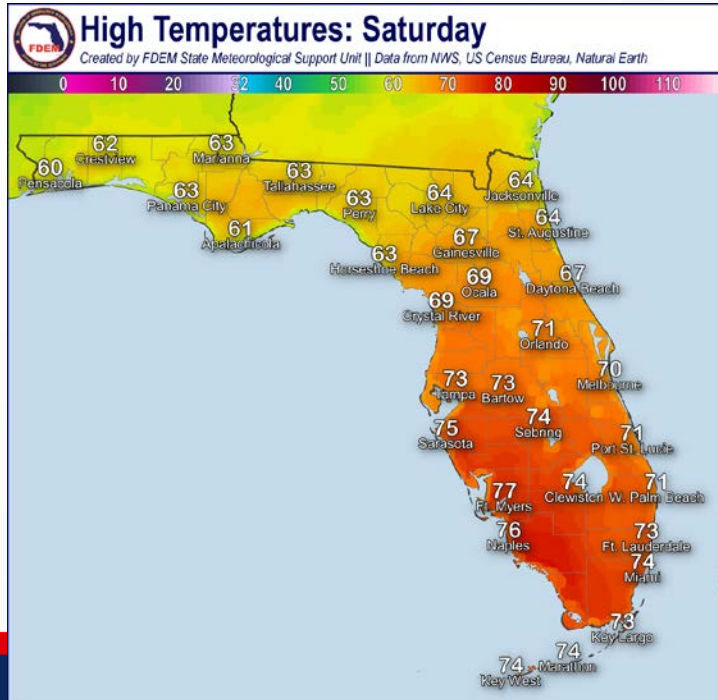 FDEM
High Temperatures: Saturday
Created by FDEM State Meteorological Support Unit || Data from NWS, US Census Bureau, Natural Earth
0 10 20 32 40 50 60 70 80 90 100 110
62
Crestview
63
Marianna
60
Pensacola
63
Tallahassee
63
Panama City
63
Perry
64
Lake City
64
Jacksonville
61
Apalachicola
64
St. Augustine
67
Gainesville
63
Horseshoe Beach
69
Ocala
67
Daytona Beach
69
Crystal River
71
Orlando
70
Melbourne
73
Tampa
73
Bartow
74
Sebring
75
Sarasota
71
Port St. Lucie
77
Ft. Myers
74
Clewiston
71
W. Palm Beach
76
Naples
73
Ft. Lauderdale
74
Miami
73
Key Largo
74
Marathon
74
Key West